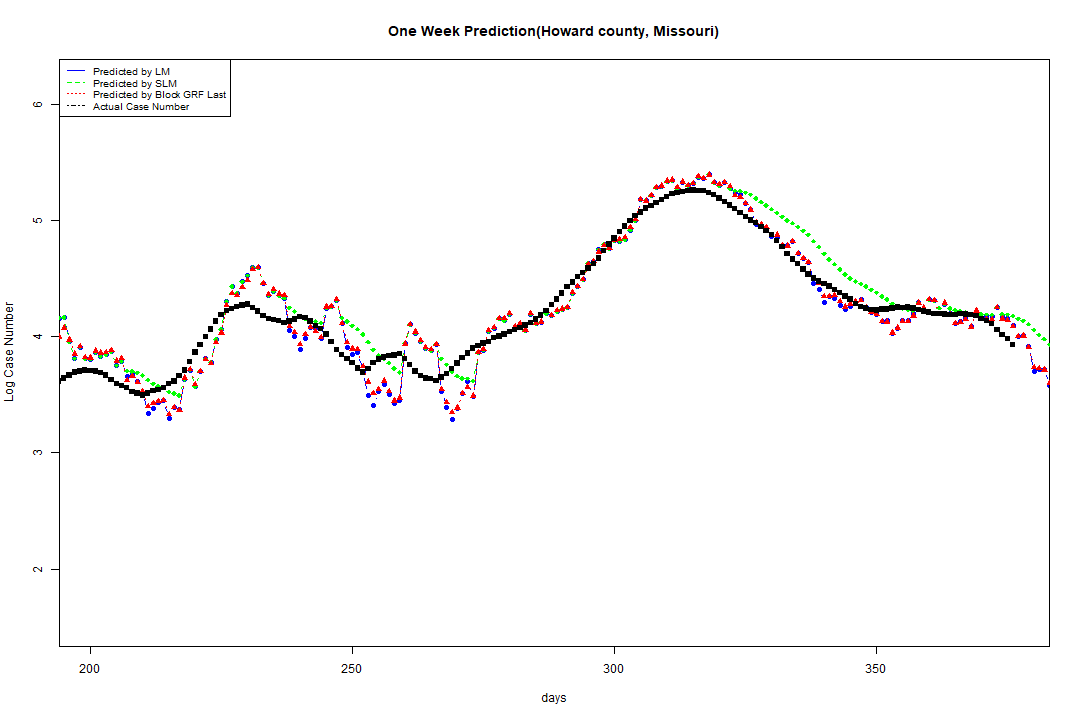 One Week Prediction(Howard county, Missouri)
Predicted by LM
Predicted by SLM
Predicted by Block GRF Last
Actual Case Number
6
5
4
3
2
Log Case Number
200 250 300 350
days